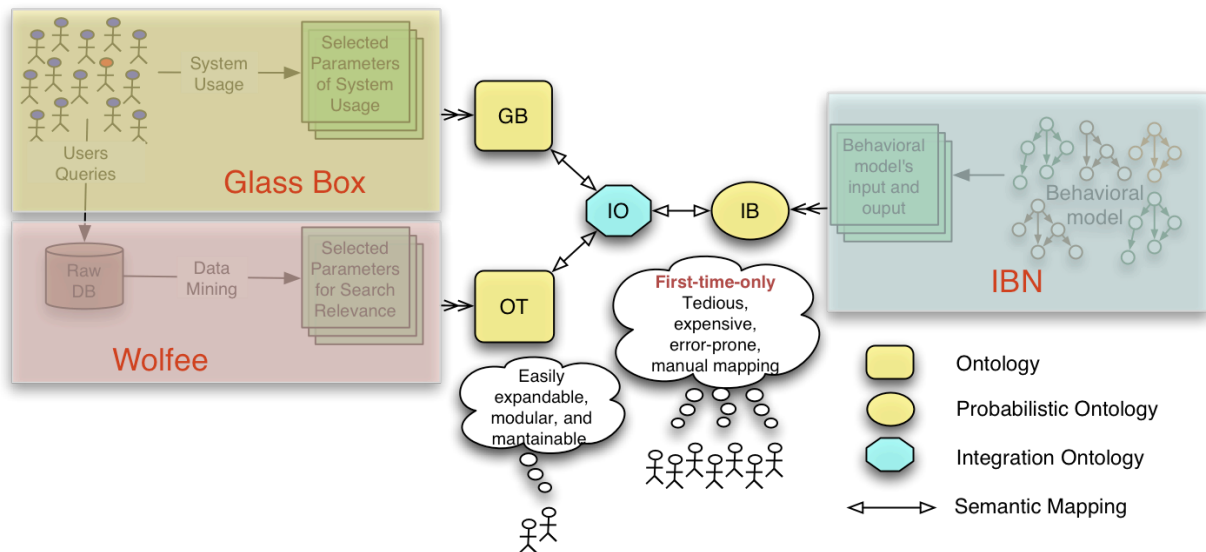 System
Usage
Selected
Parameters
of System
Usage
Users
Queries
Glass Box
GB
Raw
DB
Data
Mining
Selected
Parameters
for Search
Relevance
Wolfee
OT
IO
IB
Behavioral
model's
input and
ouput
Behavioral
model
IBN
First-time-only
Tedious,
expensive,
error-prone,
manual mapping
Easily
expandable,
modular, and
mantainable
Ontology
Probabilistic Ontology
Integration Ontology
Semantic Mapping